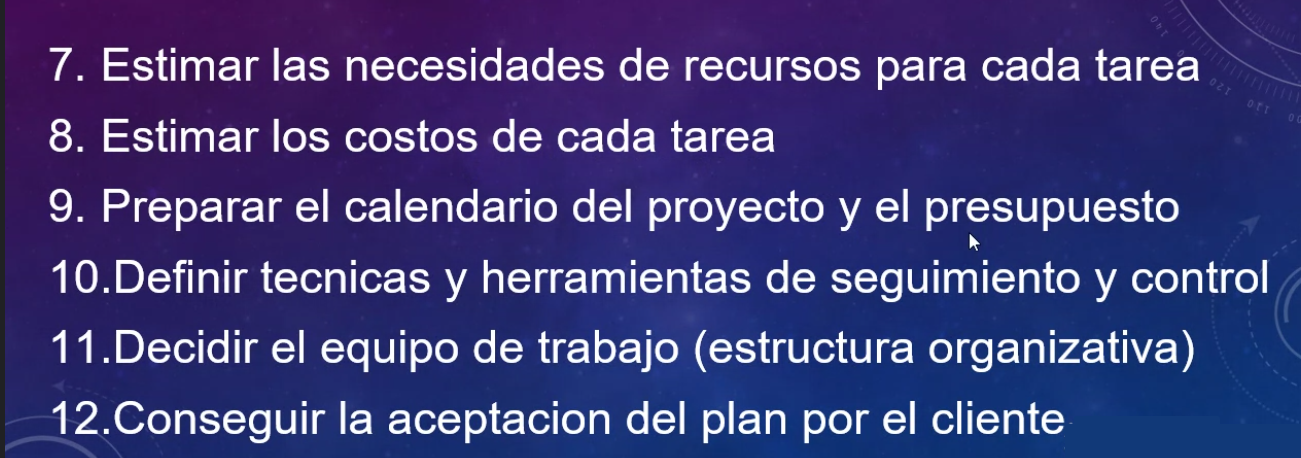 7. Estimar las necesidades de recursos para cada tarea
8. Estimar los costos de cada tarea
9. Preparar el calendario del proyecto y el presupuesto
10.Definir tecnicas y herramientas de seguimiento y control
11.Decidir el equipo de trabajo (estructura organizativa)
12.Conseguir la aceptacion del plan por el cliente